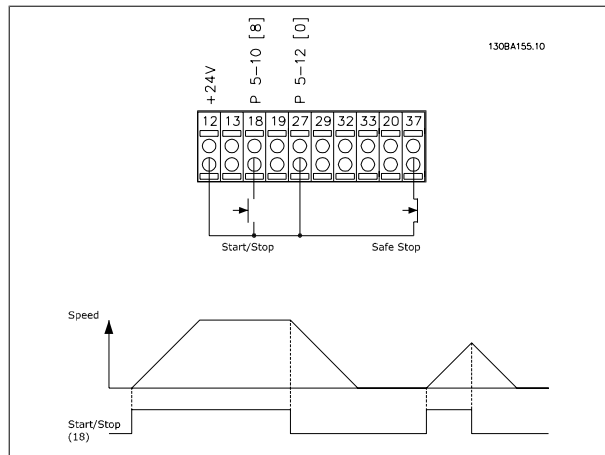 130BA155.10
+24V
P 5-10 [8]
P 5-12 [0]
12 13 18 19 27 29 32 33 20 37
Start/Stop Safe Stop
Speed
Start/Stop
(18)